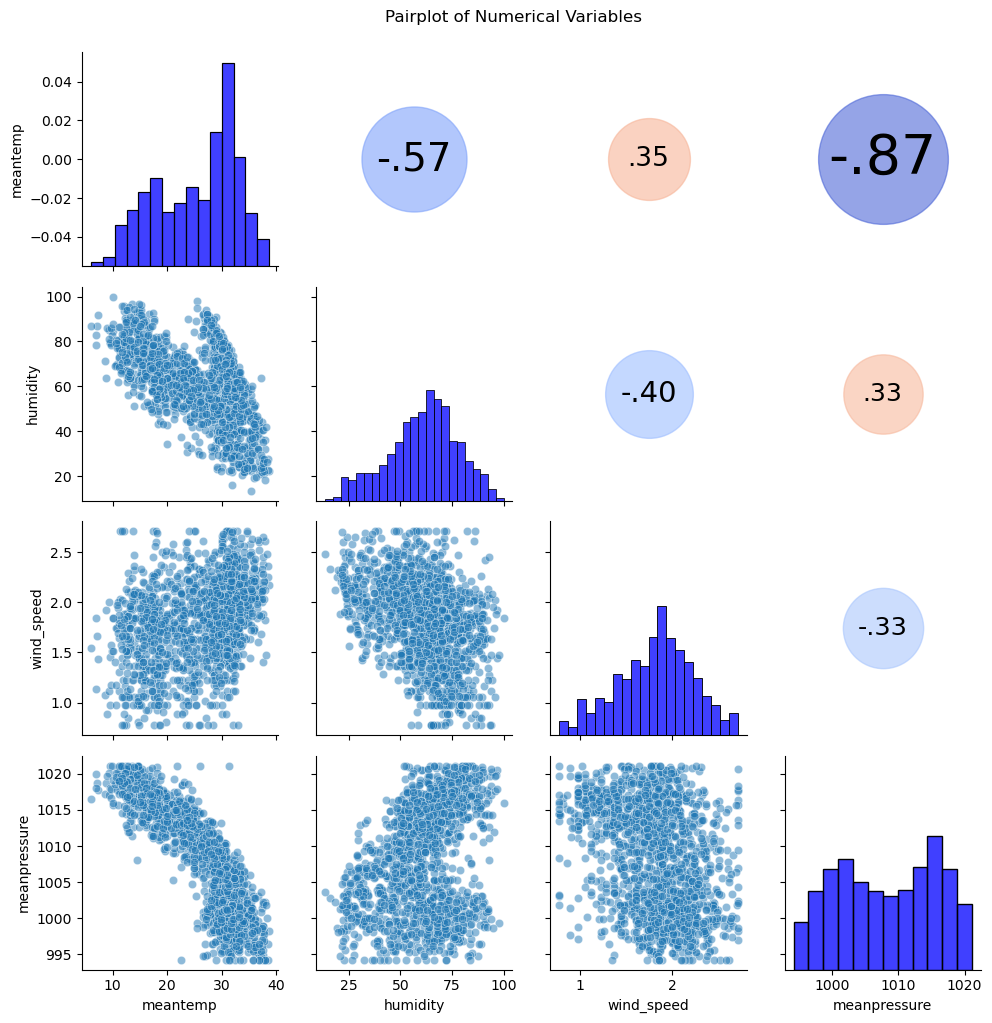 Pairplot of Numerical Variables
meantemp
0.04
0.02
0.00
−0.02
−0.04
-.57
.35
-.87
humidity
100
80
60
40
20
-.40
.33
wind_speed
2.5
2.0
1.5
1.0
-.33
meanpressure
1020
1015
1010
1005
1000
995
10 20 30 40
25 50 75 100
1 2
1000 1010 1020
meantemp
humidity
wind_speed
meanpressure